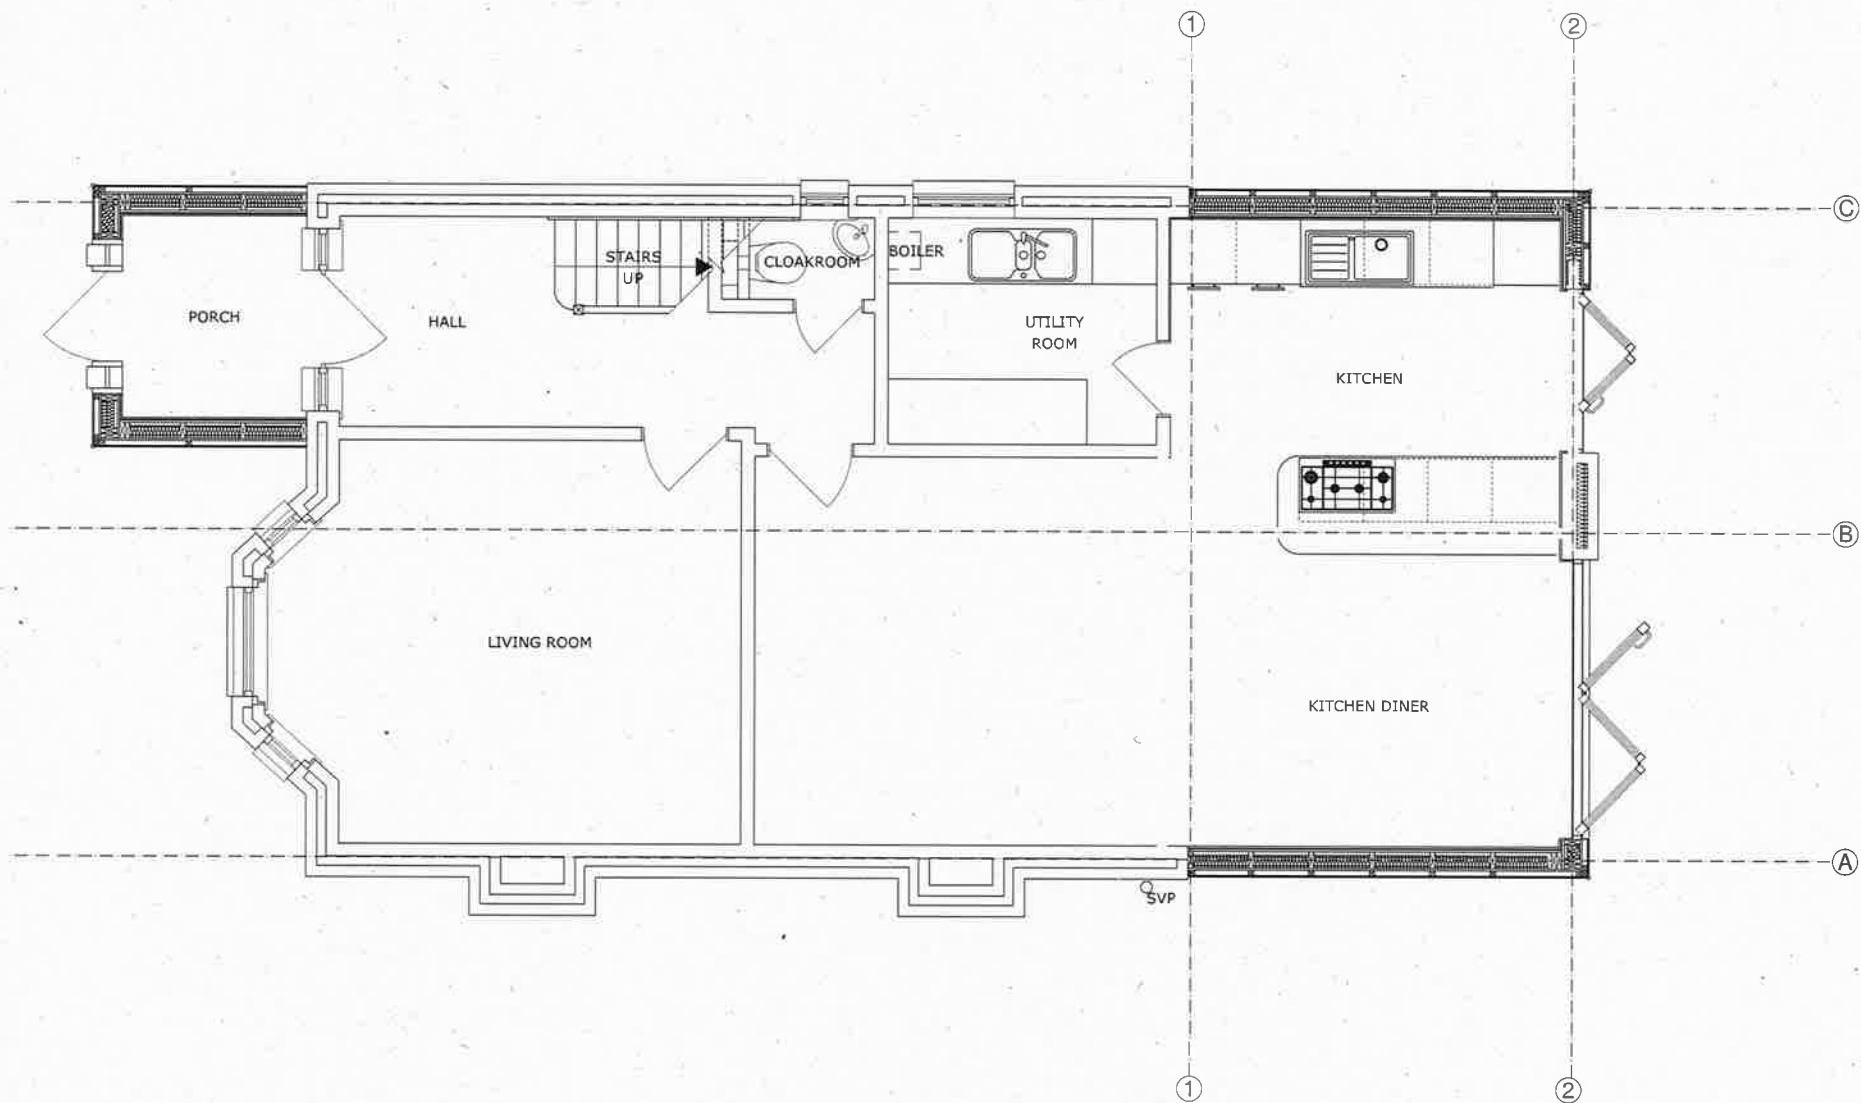 1
2
C
STAIRS
UP
CLOAKROOM
BOILER
PORCH
HALL
UTILITY
ROOM
KITCHEN
B
LIVING ROOM
KITCHEN DINER
A
SVP
1
2